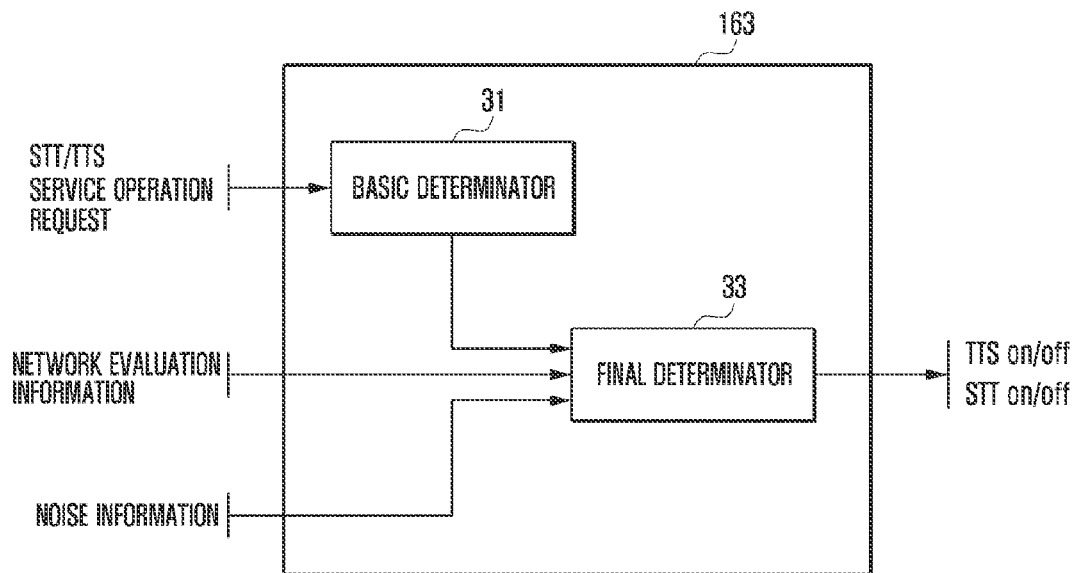 163
31
STT/TTS
SERVICE OPERATION
REQUEST
BASIC DETERMINATOR
33
NETWORK EVALUATION
INFORMATION
FINAL DETERMINATOR
TTS on/off
STT on/off
NOISE INFORMATION